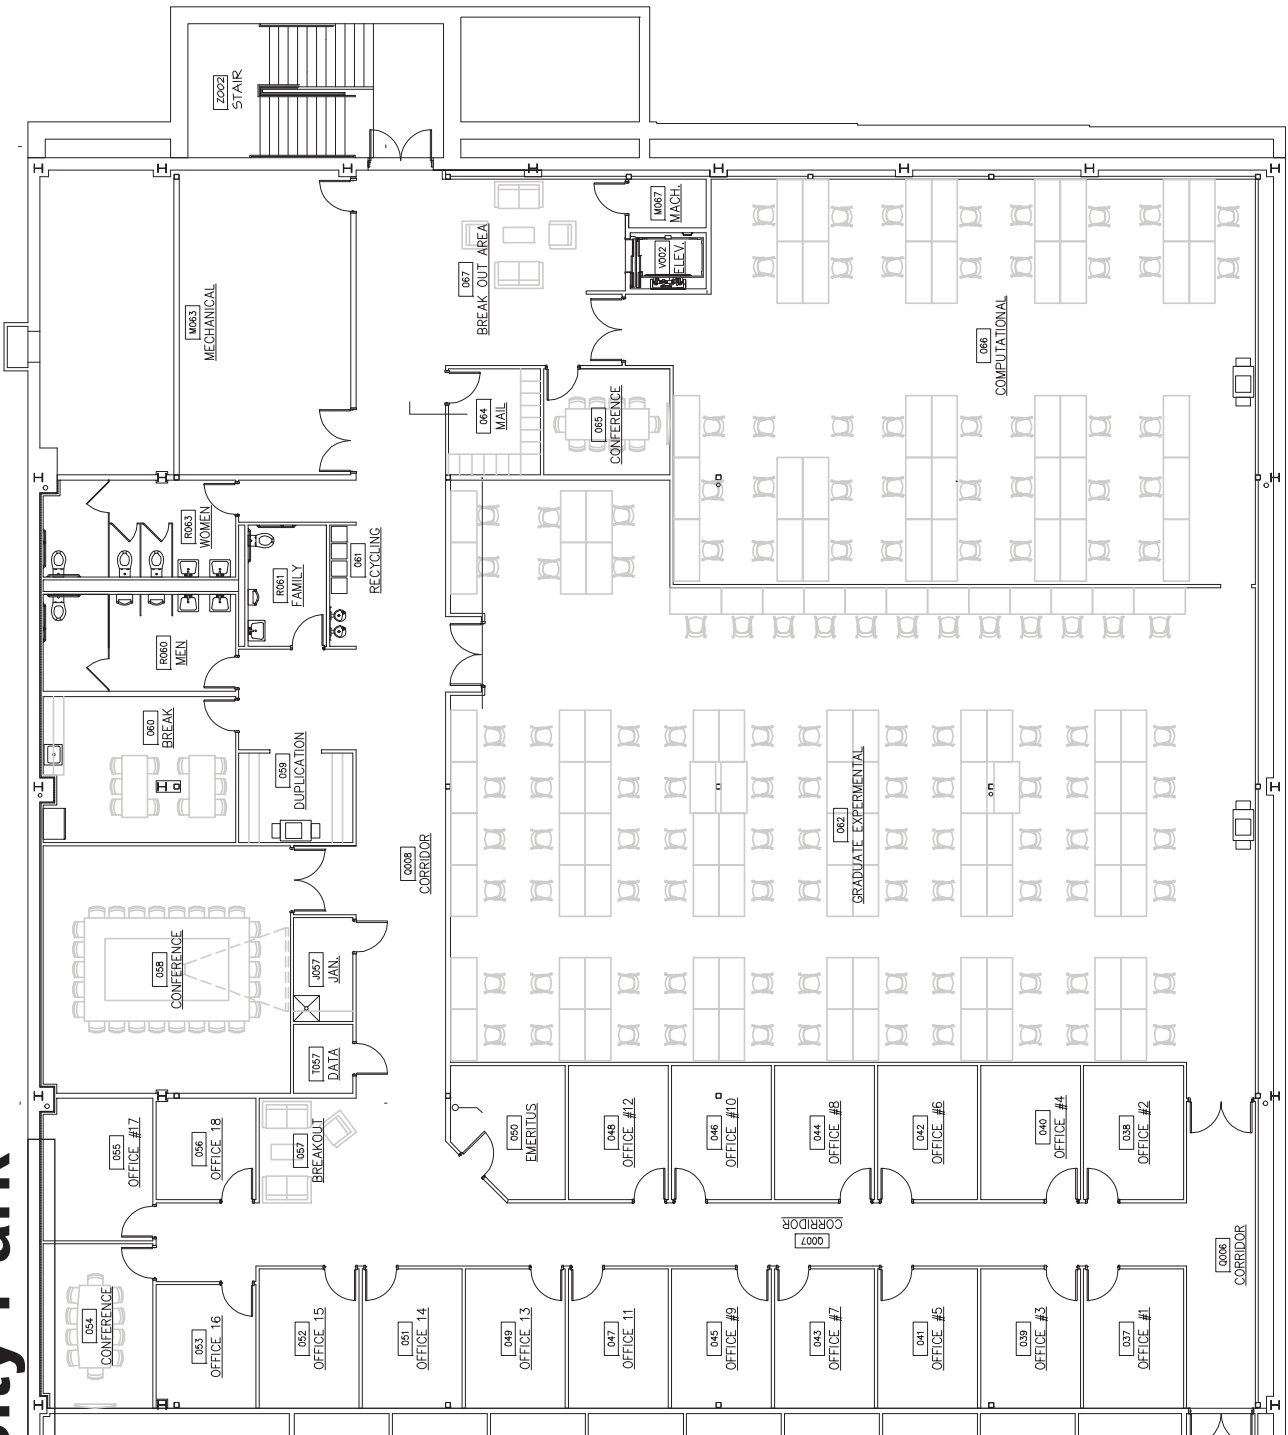 Z002
STAIR
M063
MECHANICAL
067
BREAK OUT AREA
M067
MACH.
V002
ELEV.
066
COMPUTATIONAL
064
MAIL
065
CONFERENCE
R063
WOMEN
R061
FAMILY
061
RECYCLING
R060
MEN
060
BREAK
059
DUPLICATION
Q008
CORRIDOR
062
GRADUATE EXPERMENTAL
058
CONFERENCE
J057
JAN.
T057
DATA
055
OFFICE #17
056
OFFICE 18
057
BREAKOUT
050
EMERITUS
048
OFFICE #12
046
OFFICE #10
044
OFFICE #8
042
OFFICE #6
040
OFFICE #4
038
OFFICE #2
CORRIDOR
Q007
Q006
CORRIDOR
054
CONFERENCE
053
OFFICE 16
052
OFFICE 15
051
OFFICE 14
049
OFFICE 13
047
OFFICE 11
045
OFFICE #9
043
OFFICE #7
041
OFFICE #5
039
OFFICE #3
037
OFFICE #1